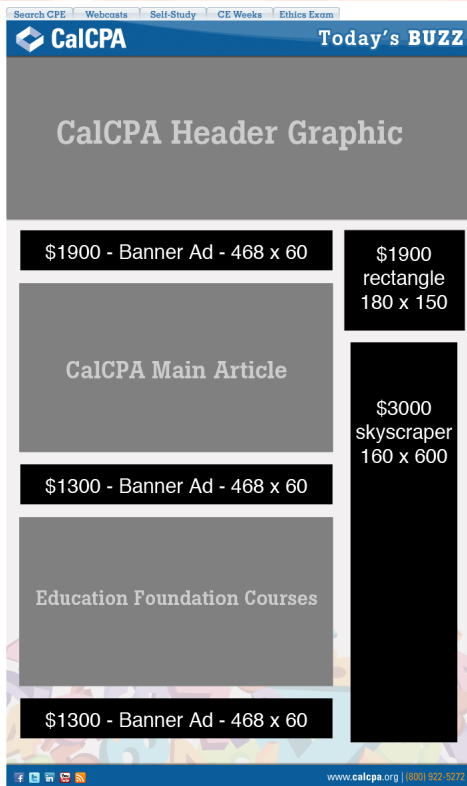 Search CPE Webcasts Self-Study CE Weeks Ethics Exam
CalCPA Today's BUZZ
CalCPA Header Graphic
$1900 - Banner Ad - 468 x 60
$1900
rectangle
180 x 150
CalCPA Main Article
$3000
skyscraper
160 x 600
$1300 - Banner Ad - 468 x 60
Education Foundation Courses
$1300 - Banner Ad - 468 x 60
www.calcpa.org | (800) 922-5272